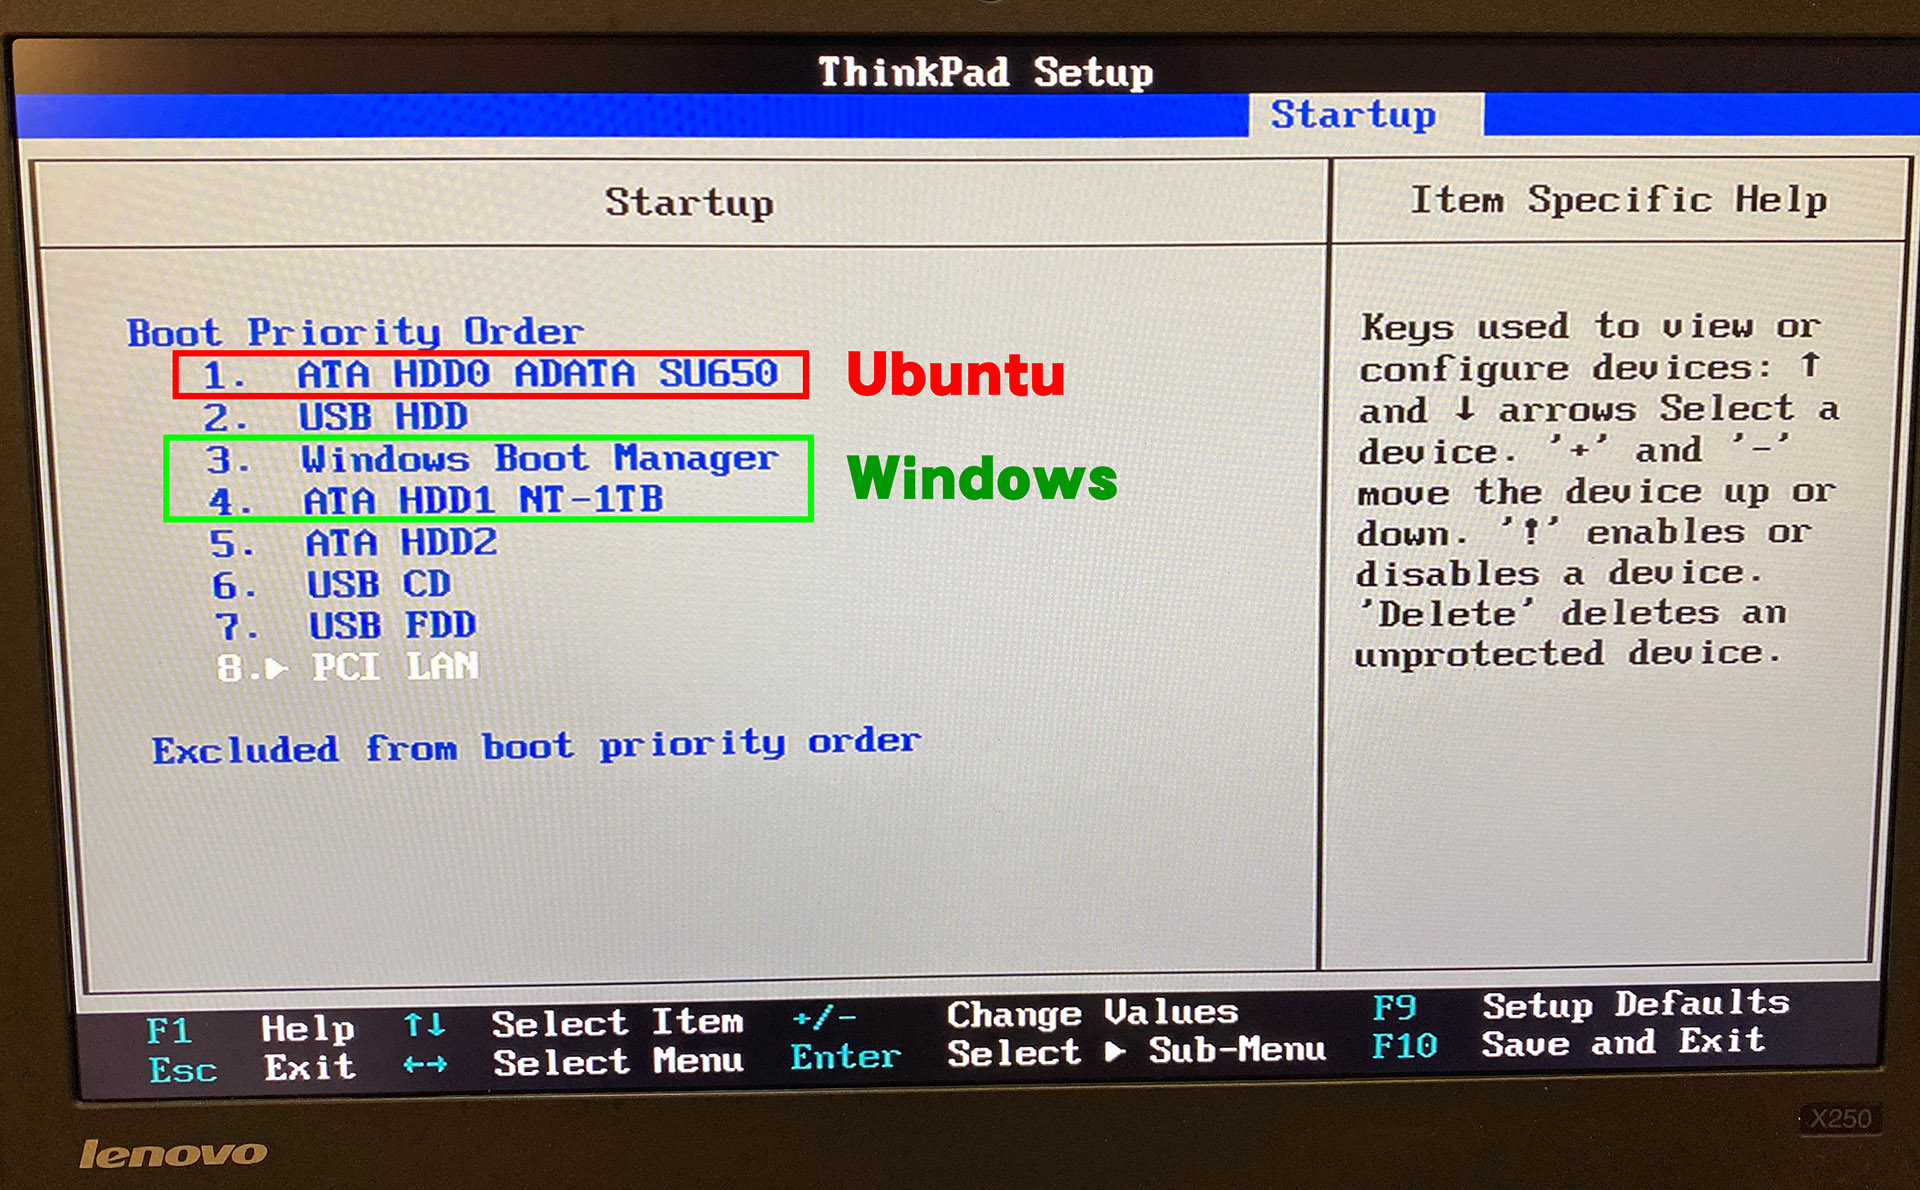 ThinkPad Setup
Startup
Startup
Item Specific Help
Boot Priority Order
1. ATA HDD0 ADATA SU650
Ubuntu
2. USB HDD
3. Windows Boot Manager
4. ATA HDD1 NT-1TB
Windows
5. ATA HDD2
6. USB CD
7. USB FDD
8.▶ PCI LAN
Excluded from boot priority order
Keys used to view or
configure devices: ↑
and ↓ arrows Select a
device. '+' and '-'
move the device up or
down. '!' enables or
disables a device.
'Delete' deletes an
unprotected device.
F1 Help ↑↓ Select Item +/- Change Values F9 Setup Defaults
Esc Exit ←→ Select Menu Enter Select ▶ Sub-Menu F10 Save and Exit
lenovo
X250